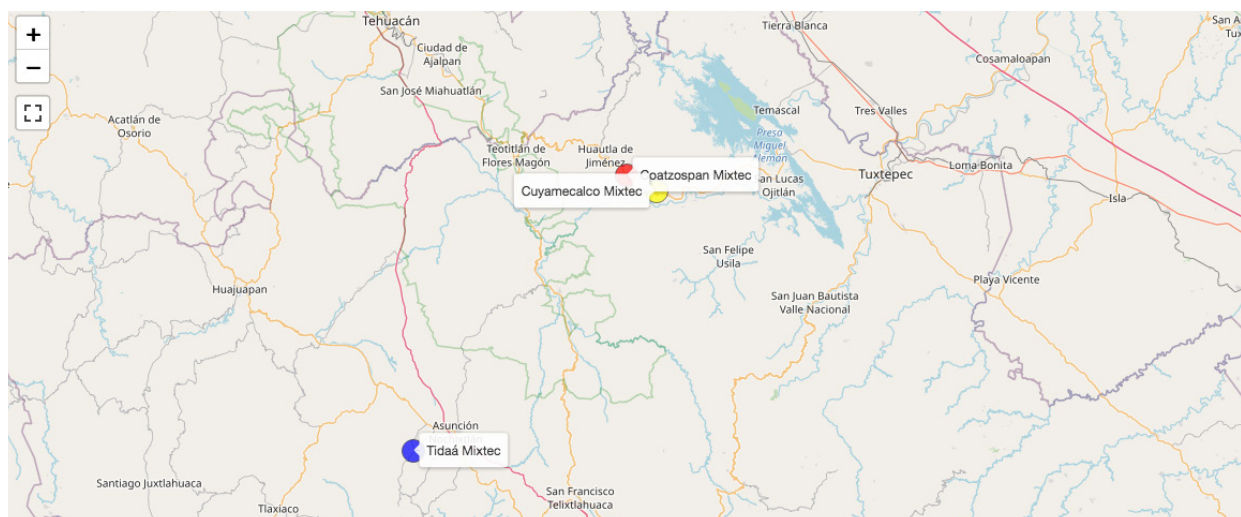 +
−
Tehuacán
Ciudad de
Ajalpan
San José Miahuatlán
Acatlán de
Osorio
Teotitlán de
Flores Magón
Huautla de
Jiménez
Coatzospan Mixtec
Cuyamecalco Mixtec
Tierra Blanca
Cosamaloapan
San A
Tu
Temascal
Tres Valles
Presa
Miguel
Alemán
an Lucas
Ojitlán
Tuxtepec
Loma Bonita
Isla
San Felipe
Usila
Playa Vicente
San Juan Bautista
Valle Nacional
Huajuapan
Asunción
Tidaá Mixtec
Santiago Juxtlahuaca
Tlaxiaco
San Francisco
Telixtlahuaca